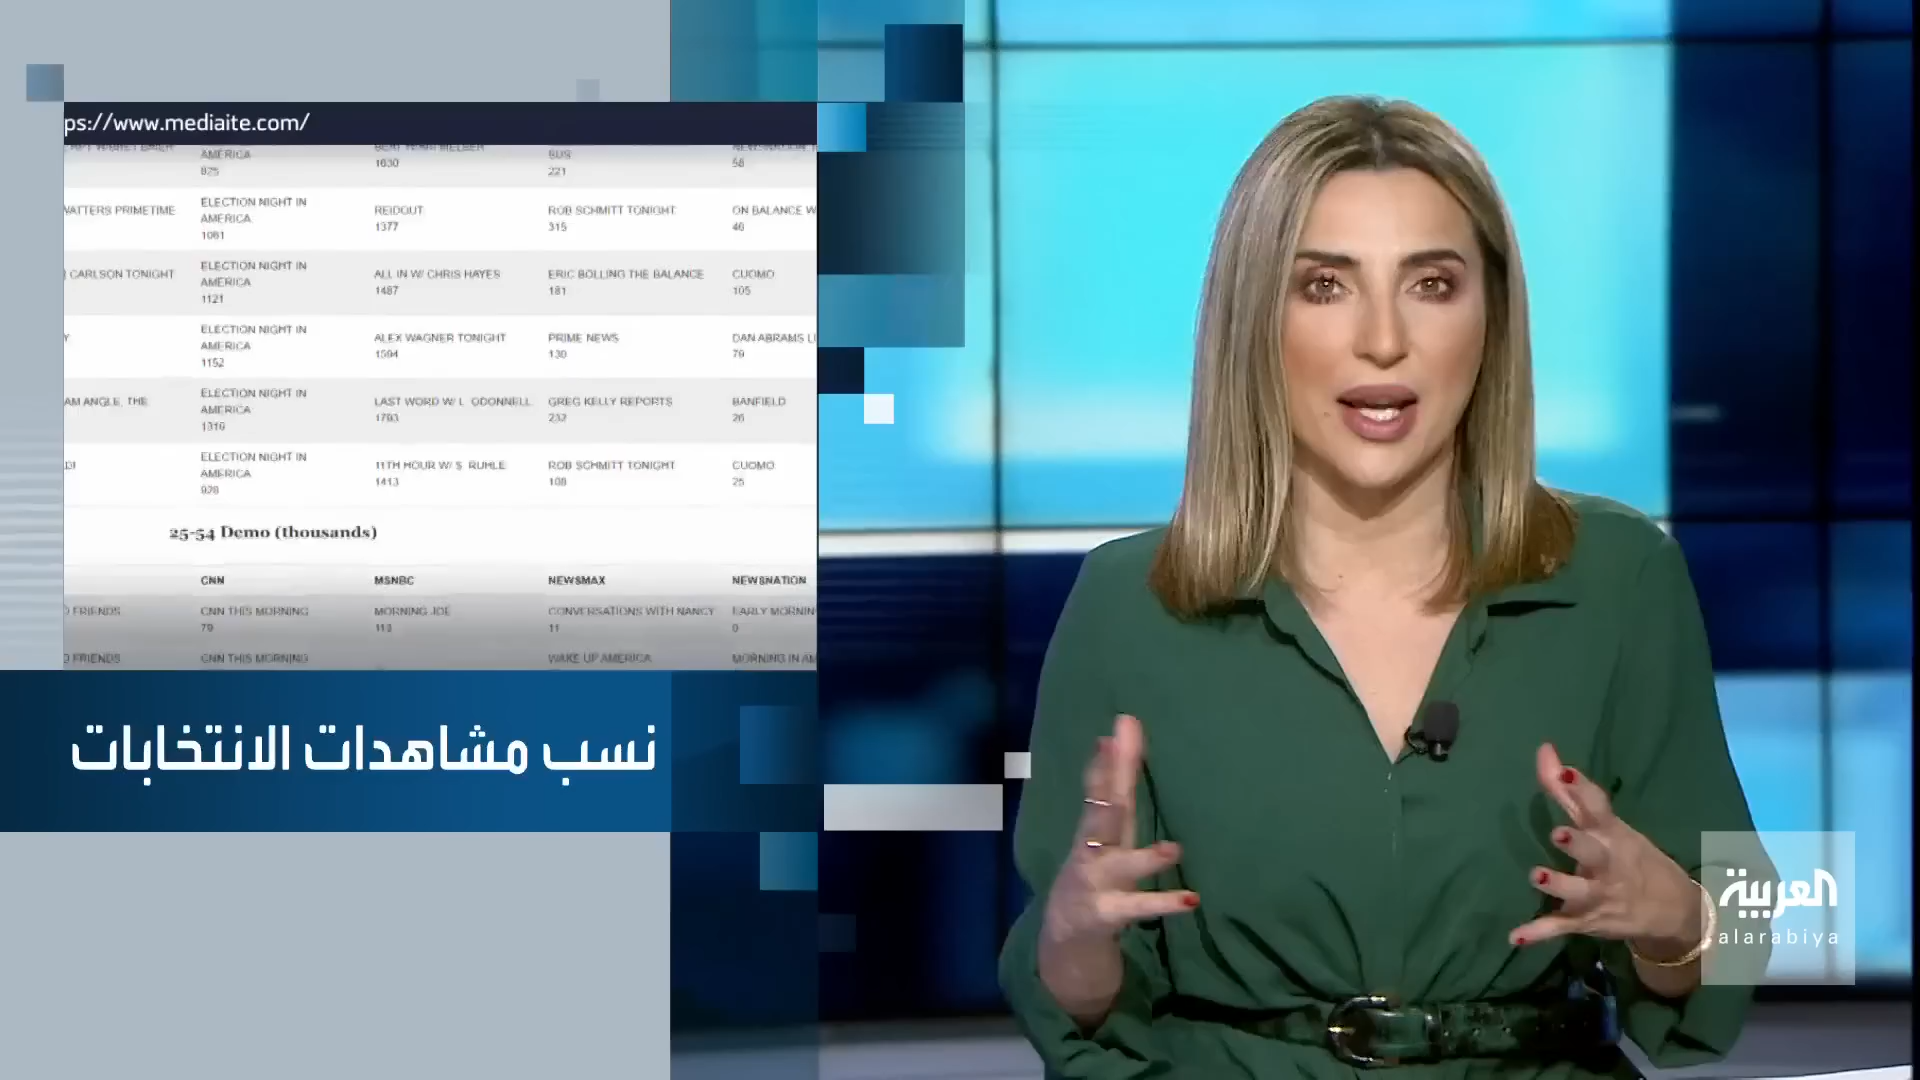 ps://www.mediaite.com/
AMERICA
BUS
825
1630
221
58
VATTERS PRIMETIME
ELECTION NIGHT IN
AMERICA
1081
REIDOUT
1377
ROB SCHMITT TONIGHT
315
ON BALANCE W
46
CARLSON TONIGHT
ELECTION NIGHT IN
AMERICA
1121
ALL IN W/ CHRIS HAYES
1487
ERIC BOLLING THE BALANCE
181
CUOMO
105
Y
ELECTION NIGHT IN
AMERICA
1152
ALEX WAGNER TONIGHT
1594
PRIME NEWS
130
DAN ABRAMS LI
79
AM ANGLE, THE
ELECTION NIGHT IN
AMERICA
1316
LAST WORD W/ L ODONNELL
1793
GREG KELLY REPORTS
232
BANFIELD
26
ELECTION NIGHT IN
AMERICA
928
11TH HOUR W/ S RUHLE
1413
ROB SCHMITT TONIGHT
108
CUOMO
25
25-54 Demo (thousands)
CNN
MSNBC
NEWSMAX
NEWSNATION
FRIENDS
CNN THIS MORNING
79
MORNING JOE
113
CONVERSATIONS WITH NANCY
11
EARLY MORNIN
0
FRIENDS
CNN THIS MORNING
WAKE UP AMERICA
MORNING IN AM
نسب مشاهدات الانتخابات
العربية
alarabiya